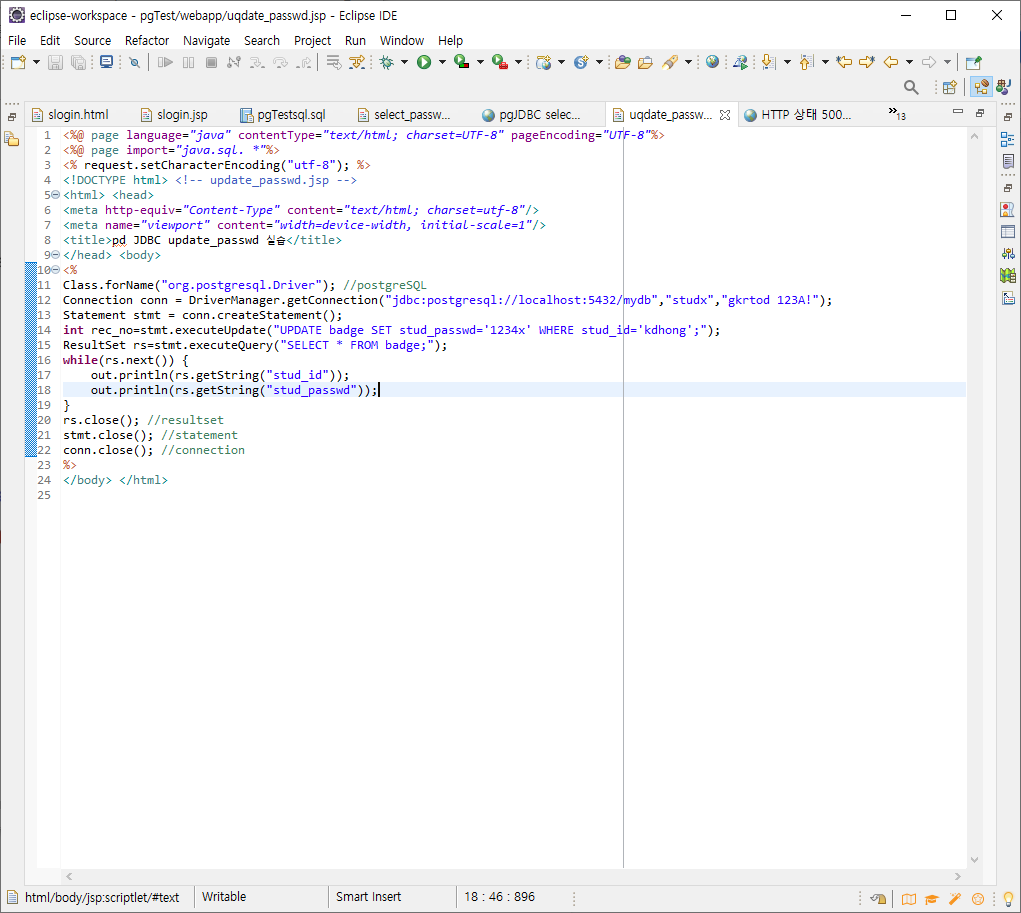 eclipse-workspace - pgTest/webapp/uqdate_passwd.jsp - Eclipse IDE
File Edit Source Refactor Navigate Search Project Run Window Help
slogin.html slogin.jsp pgTestsql.sql select_passw... pgJDBC selec... uqdate_passw... HTTP 상태 500... »13
1 <%@ page language="java" contentType="text/html; charset=UTF-8" pageEncoding="UTF-8"%>
2 <%@ page import="java.sql. *"%>
3 <% request.setCharacterEncoding("utf-8"); %>
4 <!DOCTYPE html> <!-- update_passwd.jsp -->
5 <html> <head>
6 <meta http-equiv="Content-Type" content="text/html; charset=utf-8"/>
7 <meta name="viewport" content="width=device-width, initial-scale=1"/>
8 <title>pd JDBC update_passwd 실습</title>
9 </head> <body>
10 <%
11 Class.forName("org.postgresql.Driver"); //postgreSQL
12 Connection conn = DriverManager.getConnection("jdbc:postgresql://localhost:5432/mydb","studx","gkrtod 123A!");
13 Statement stmt = conn.createStatement();
14 int rec_no=stmt.executeUpdate("UPDATE badge SET stud_passwd='1234x' WHERE stud_id='kdhong';");
15 ResultSet rs=stmt.executeQuery("SELECT * FROM badge;");
16 while(rs.next()) {
17 out.println(rs.getString("stud_id"));
18 out.println(rs.getString("stud_passwd"));
19 }
20 rs.close(); //resultset
21 stmt.close(); //statement
22 conn.close(); //connection
23 %>
24 </body> </html>
25
html/body/jsp:scriptlet/#text Writable Smart Insert 18 : 46 : 896